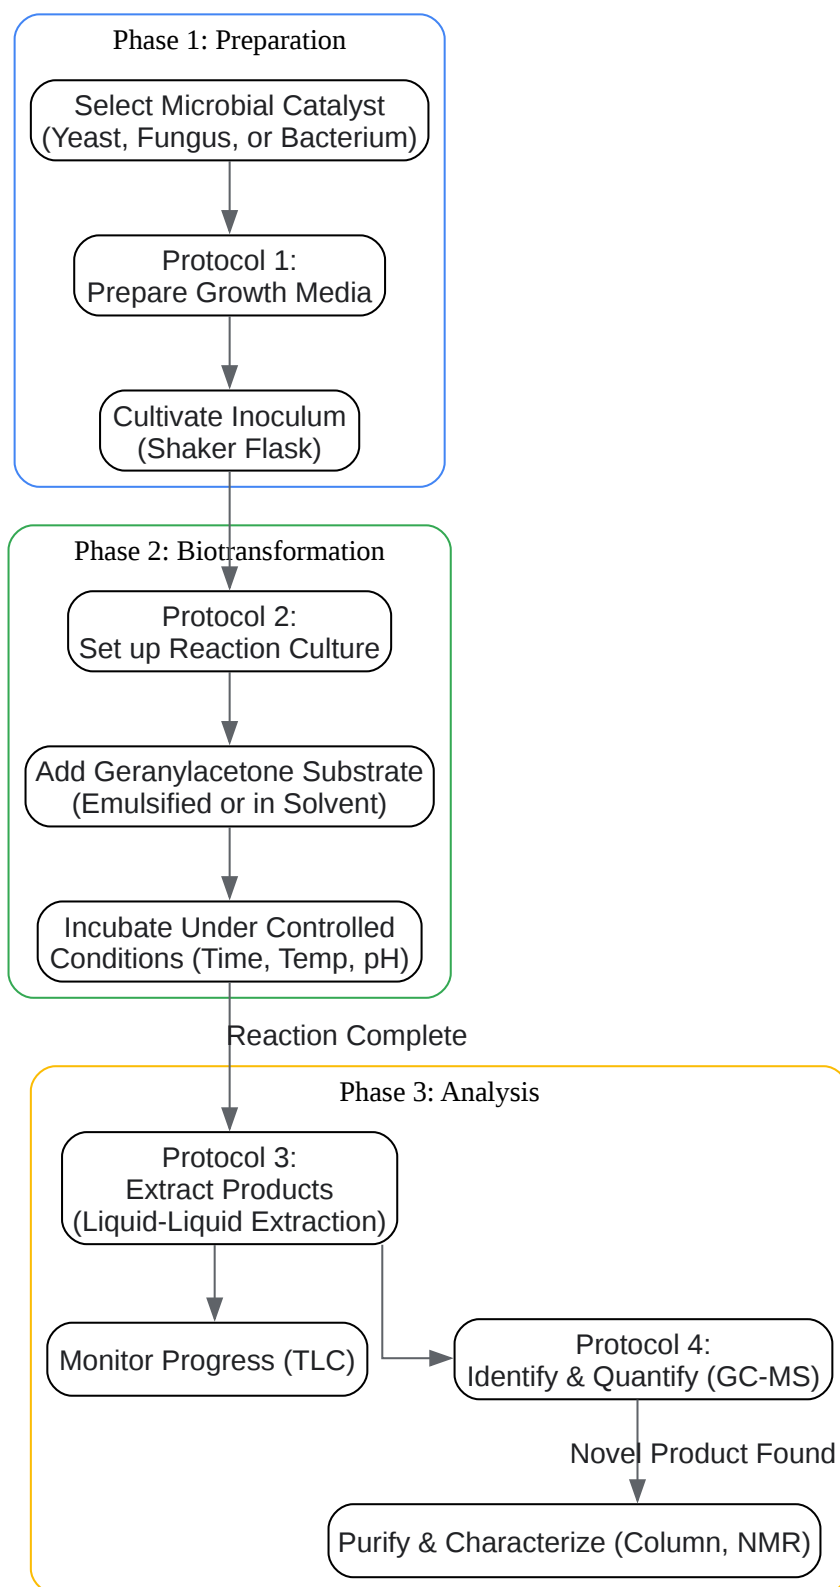 Phase 1: Preparation
Select Microbial Catalyst
(Yeast, Fungus, or Bacterium)
Protocol 1:
Prepare Growth Media
Cultivate Inoculum
(Shaker Flask)
Phase 2: Biotransformation
Protocol 2:
Set up Reaction Culture
Add Geranylacetone Substrate
(Emulsified or in Solvent)
Incubate Under Controlled
Conditions (Time, Temp, pH)
Reaction Complete
Phase 3: Analysis
Protocol 3:
Extract Products
(Liquid-Liquid Extraction)
Monitor Progress (TLC)
Protocol 4:
Identify & Quantify (GC-MS)
Novel Product Found
Purify & Characterize (Column, NMR)